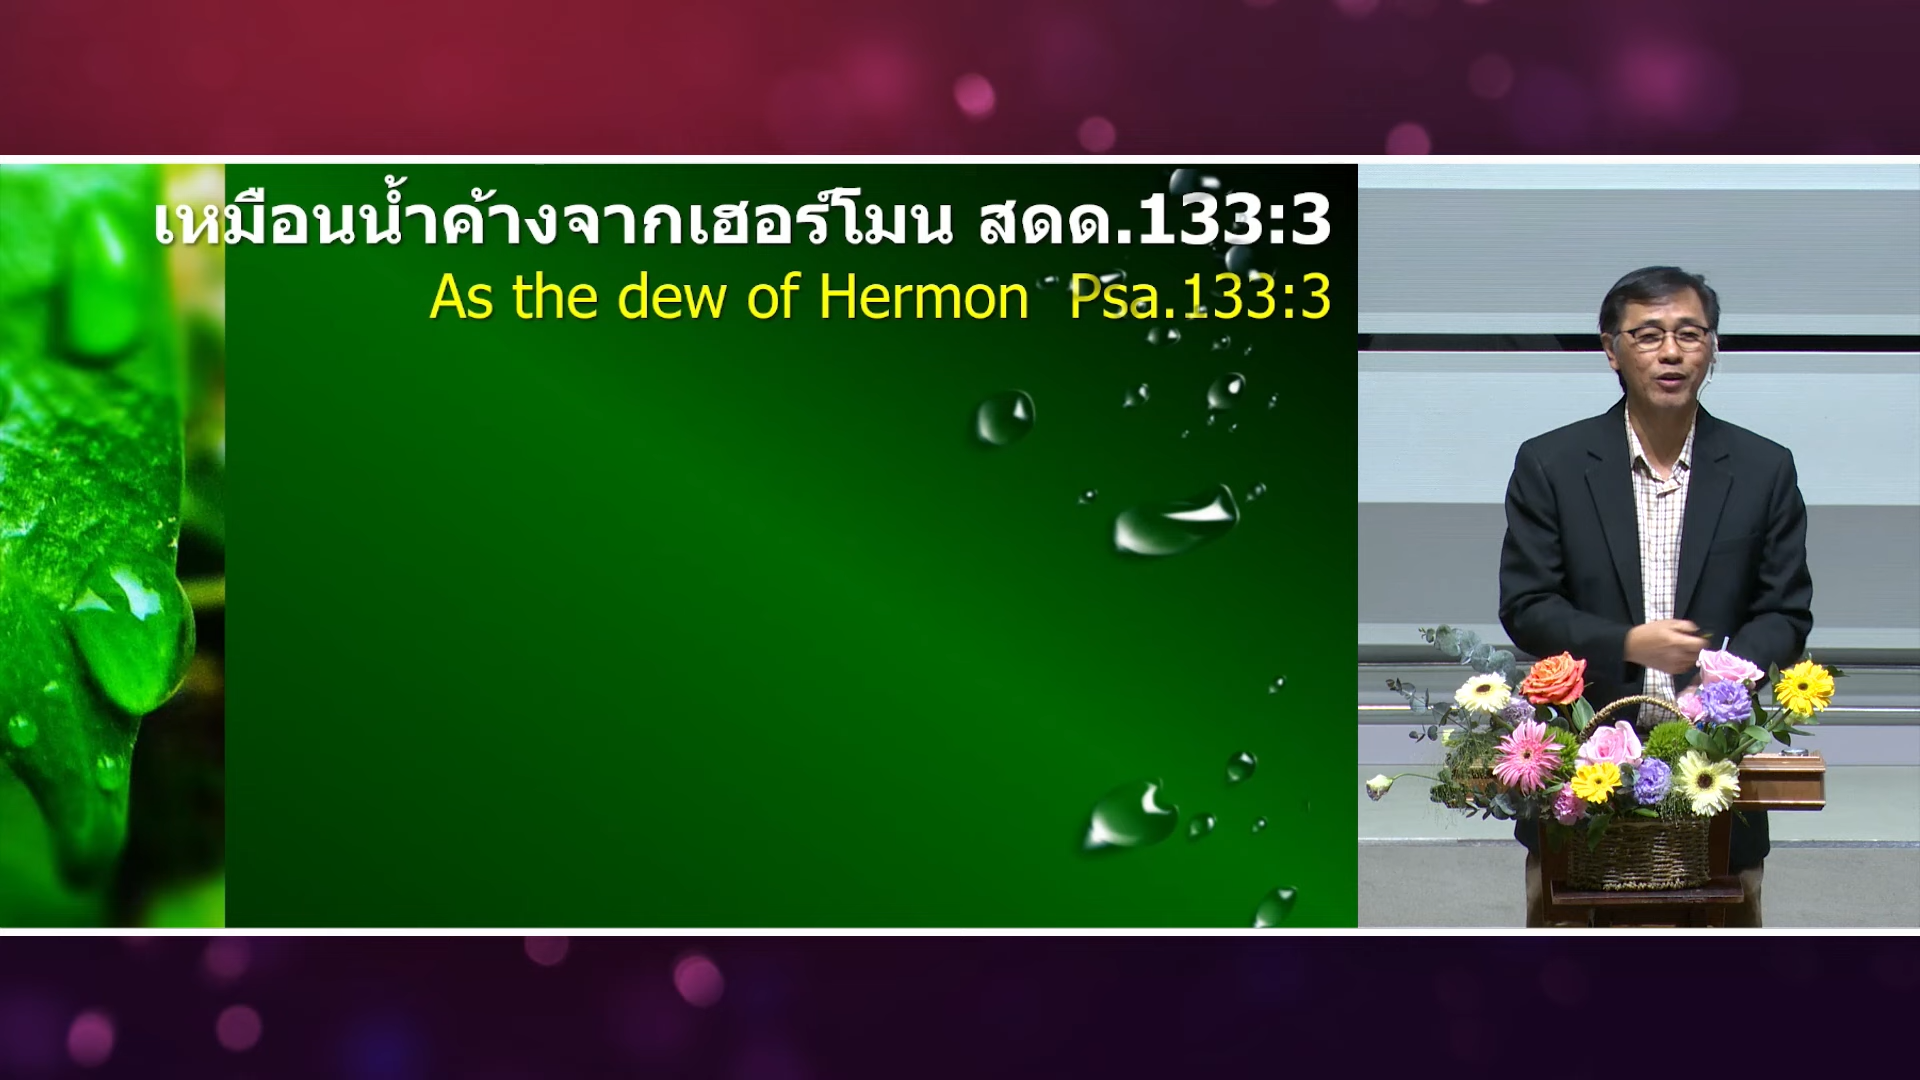 เหมือนน้ำค้างจากเฮอร์โมน สดด.133:3
As the dew of Hermon  Psa.133:3